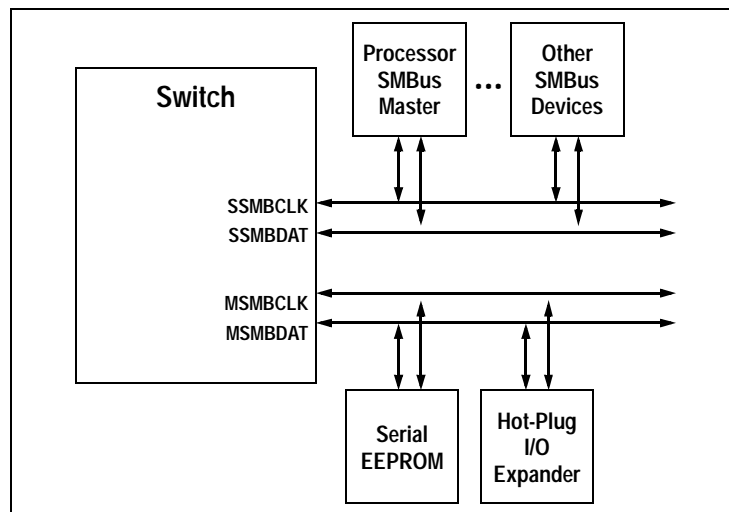 Switch
Processor
SMBus
Master
...
Other
SMBus
Devices
SSMBCLK
SSMBDAT
MSMBCLK
MSMBDAT
Serial
EEPROM
Hot-Plug
I/O
Expander